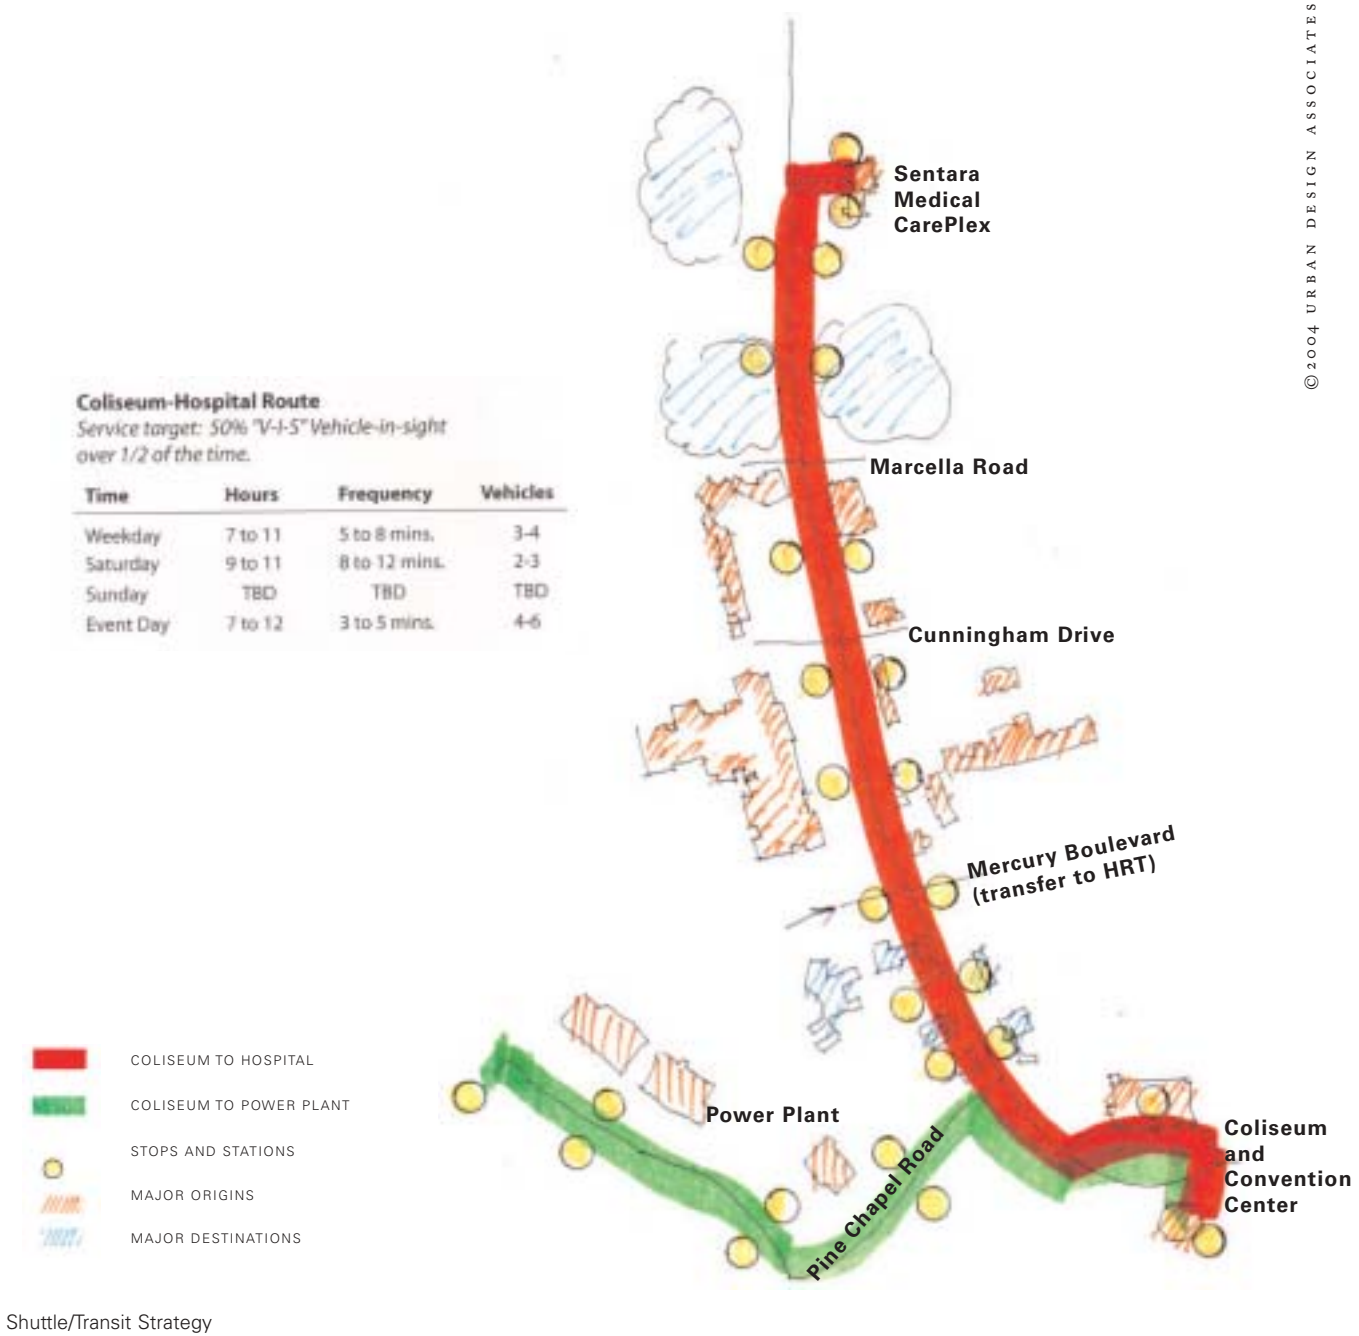 © 2004 URBAN DESIGN ASSOCIATES
Sentara
Medical
CarePlex
Coliseum-Hospital Route
Service target: 50% "V-I-S" Vehicle-in-sight
over 1/2 of the time.
Time Hours Frequency Vehicles
Weekday 7 to 11 5 to 8 mins. 3-4
Saturday 9 to 11 8 to 12 mins. 2-3
Sunday TBD TBD TBD
Event Day 7 to 12 3 to 5 mins. 4-6
Marcella Road
Cunningham Drive
Mercury Boulevard
(transfer to HRT)
Power Plant
Pine Chapel Road
Coliseum
and
Convention
Center
COLISEUM TO HOSPITAL
COLISEUM TO POWER PLANT
STOPS AND STATIONS
MAJOR ORIGINS
MAJOR DESTINATIONS
Shuttle/Transit Strategy